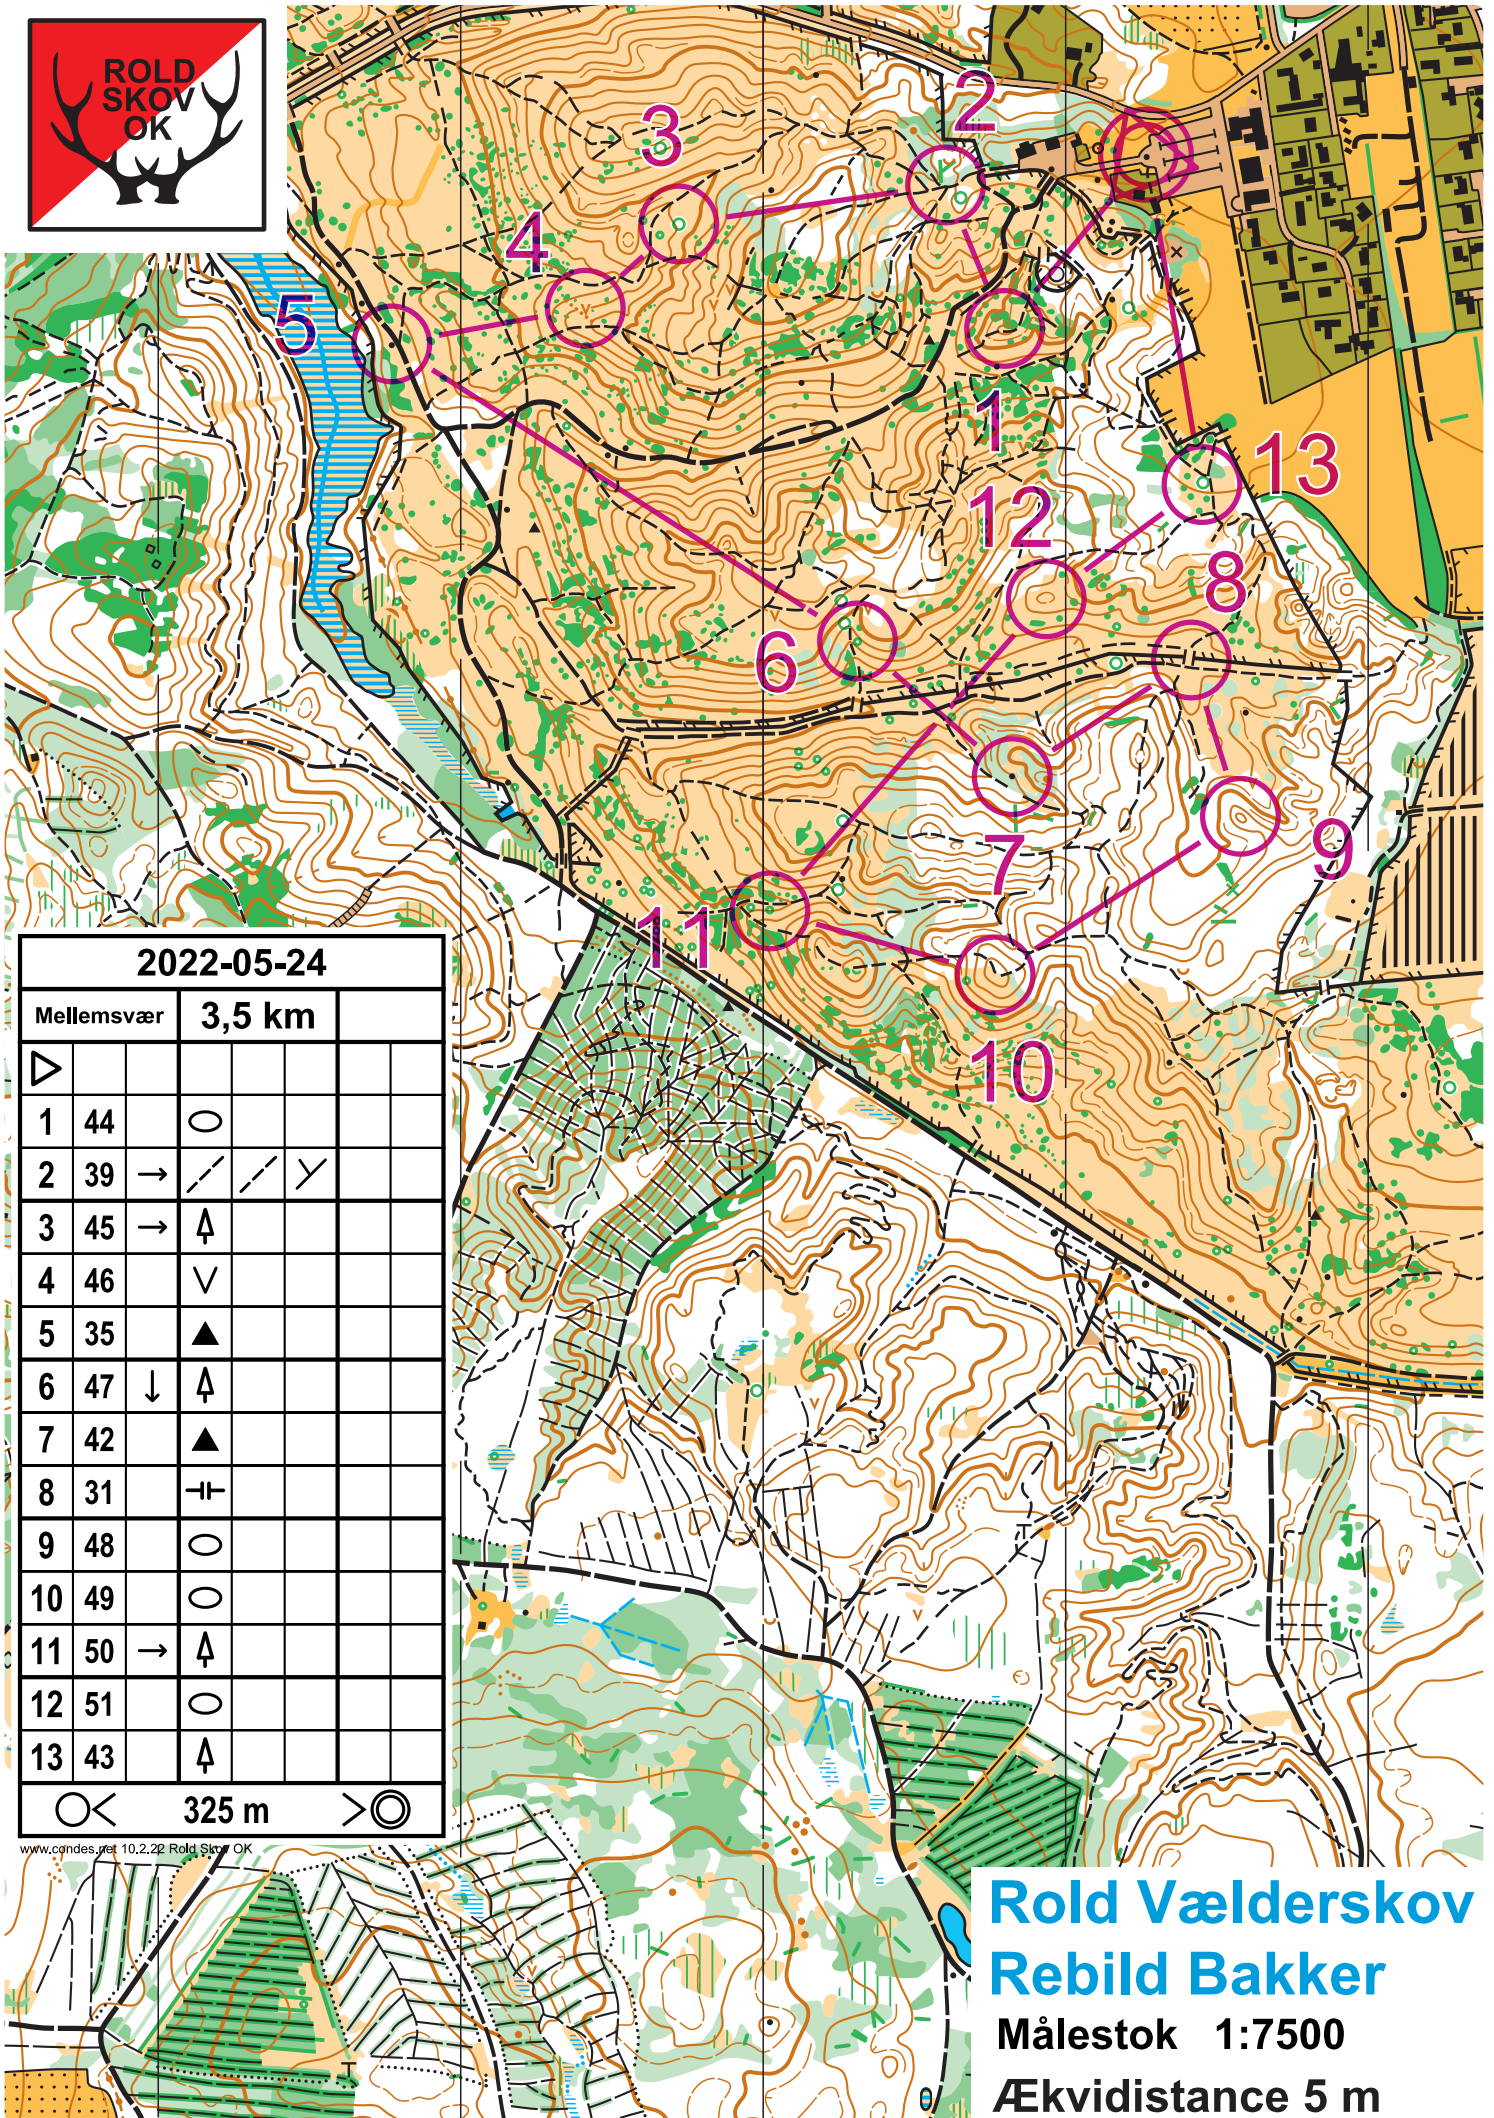 ROLD
SKOV
OK
2
3
4
5
1
13
12
8
6
7
9
11
10
2022-05-24
Mellemsvær 3,5 km
1 44
2 39
3 45
4 46
5 35
6 47
7 42
8 31
9 48
10 49
11 50
12 51
13 43
325 m
www.condes.net 10.2.22 Rold Skov OK
Rold Vælderskov
Rebild Bakker
Målestok 1:7500
Ækvidistance 5 m